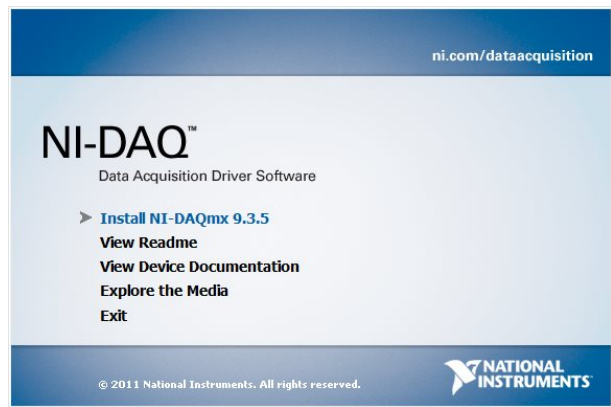 ni.com/dataacquisition
NI-DAQ™
Data Acquisition Driver Software
Install NI-DAQmx 9.3.5
View Readme
View Device Documentation
Explore the Media
Exit
© 2011 National Instruments. All rights reserved.
NATIONAL
INSTRUMENTS